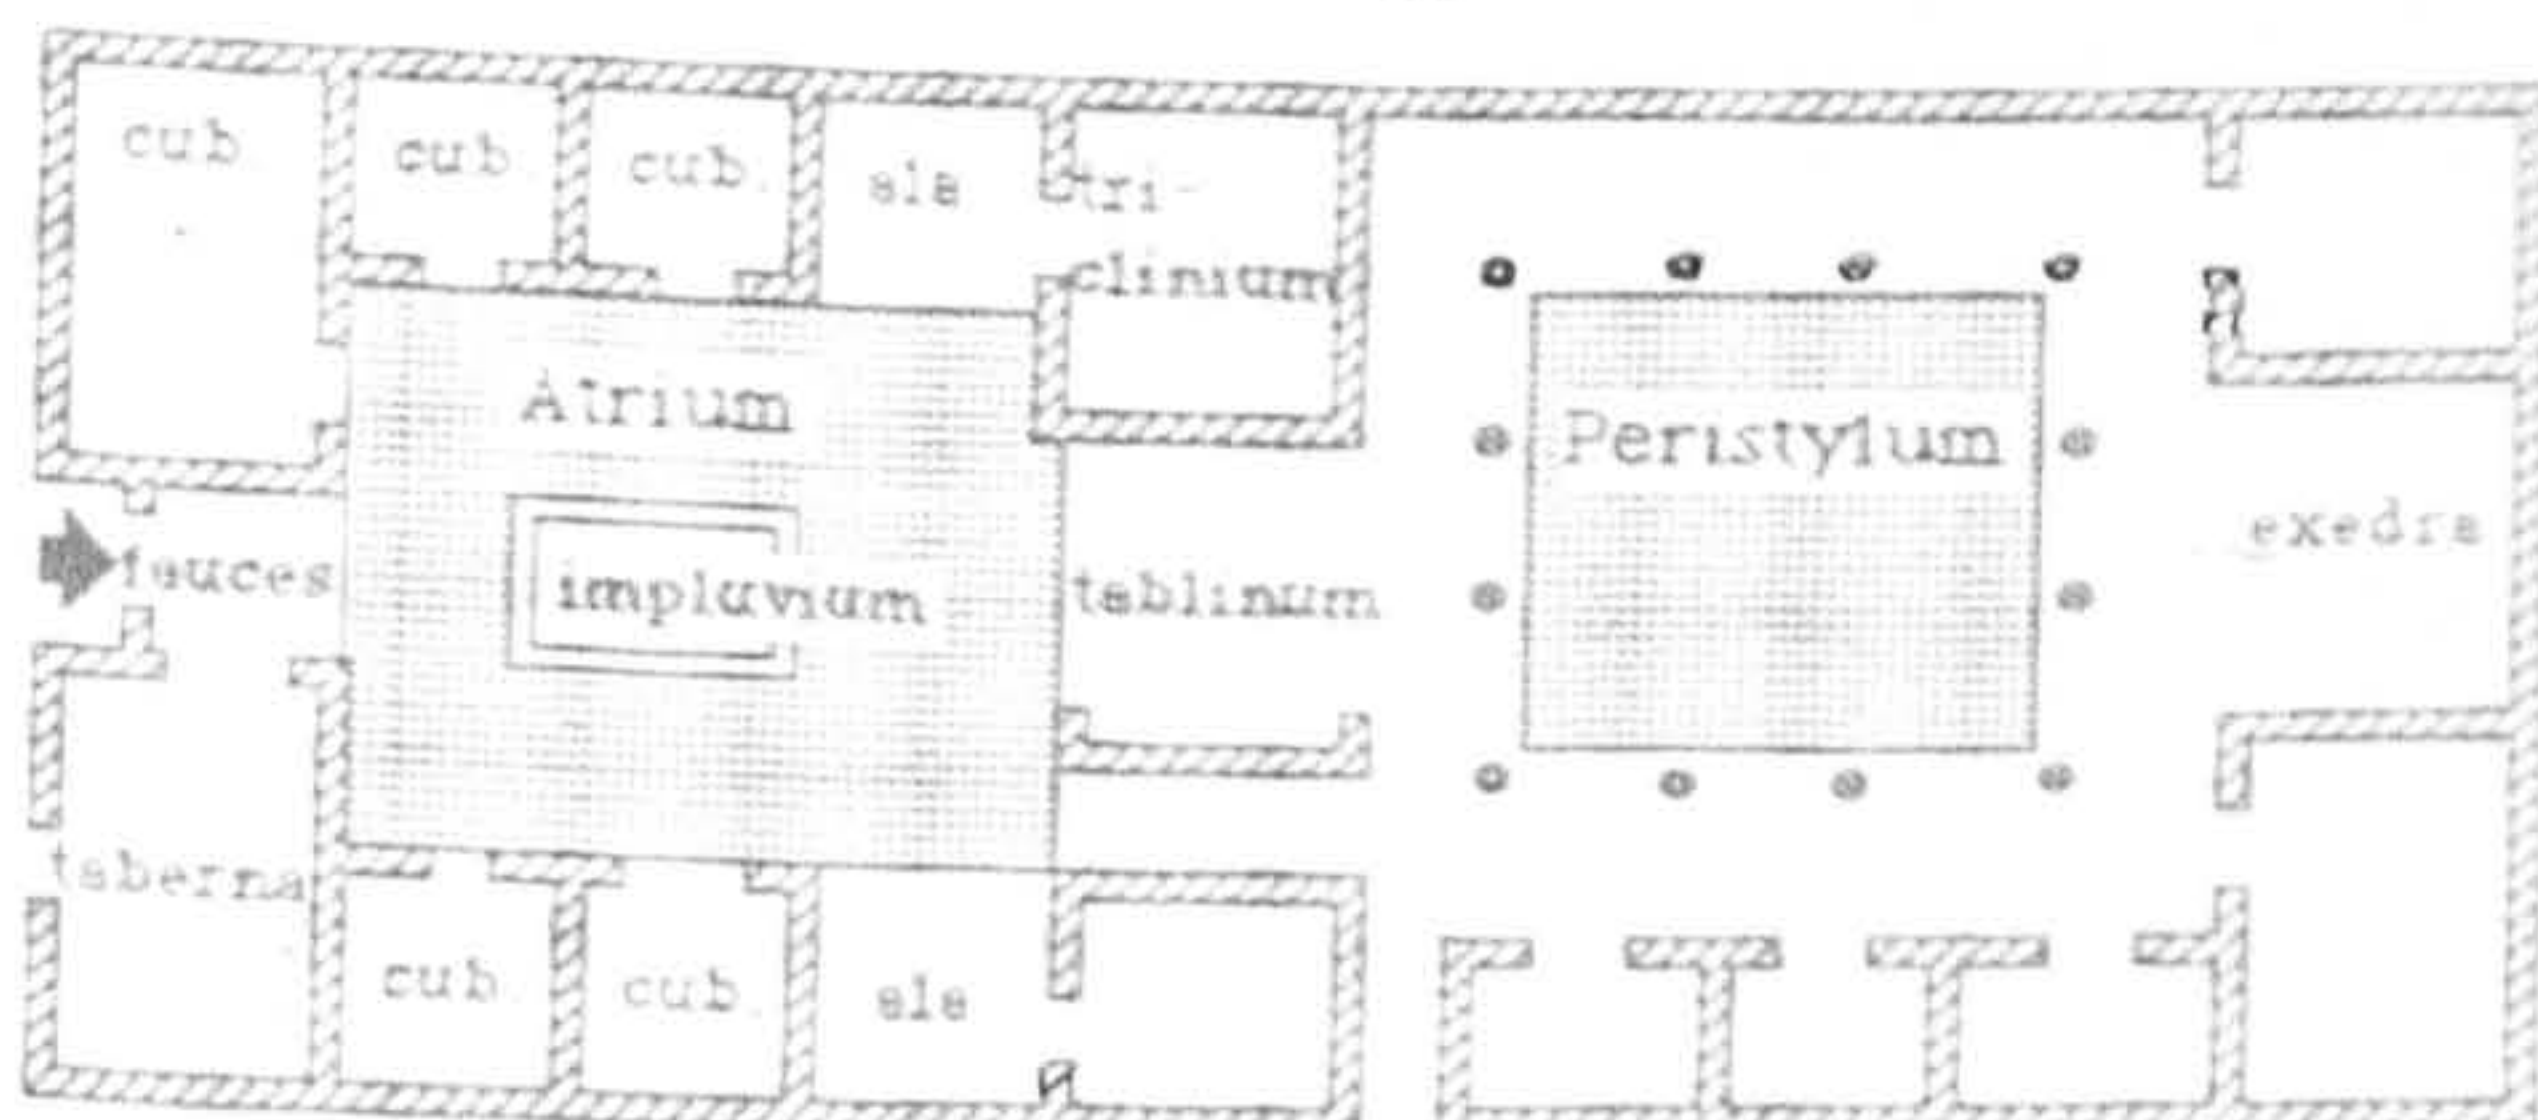 cub.
cub
cub.
ala
tri-
clinium
Atrium
Peristylum
exedra
fauces
impluvium
tablinum
taberna
cub
cub.
ala